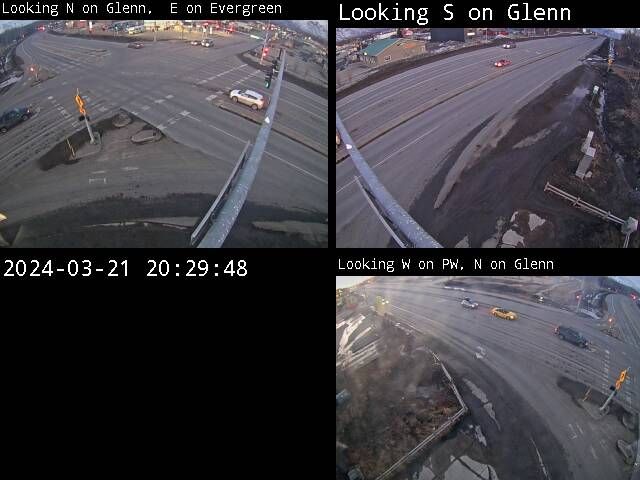 Looking N on Glenn, E on Evergreen
Looking S on Glenn
2024-03-21 20:29:48
Looking W on PW, N on Glenn